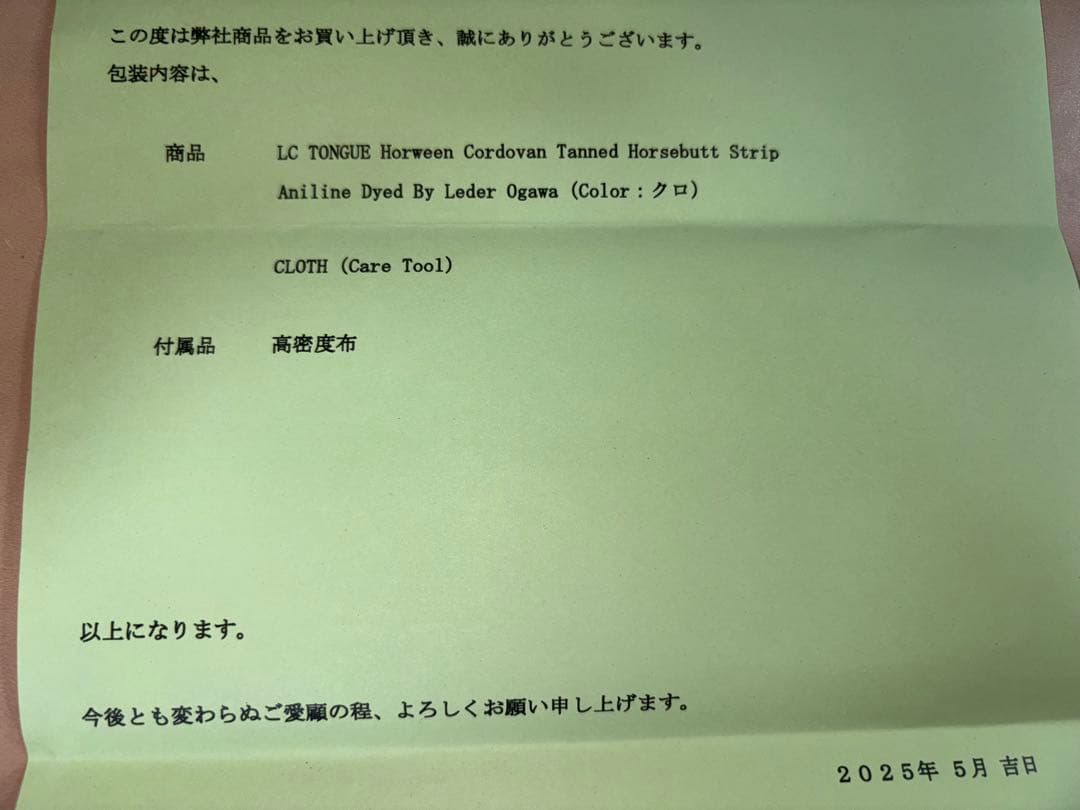 この度は弊社商品をお買い上げ頂き、誠にありがとうございます。
包装内容は、
商品 LC TONGUE Horween Cordovan Tanned Horsebutt Strip
Aniline Dyed By Leder Ogawa (Color：クロ)
CLOTH (Care Tool)
付属品 高密度布
以上になります。
今後とも変わらぬご愛顧の程、よろしくお願い申し上げます。
２０２５年 ５月 吉日